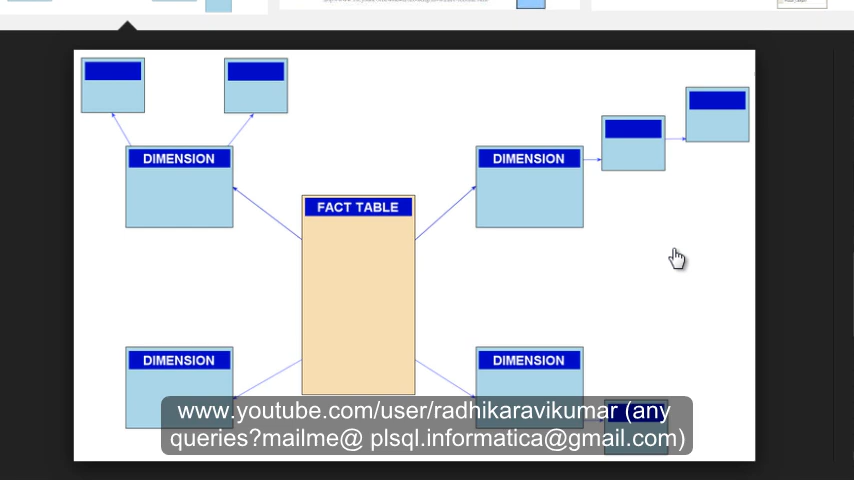 DIMENSION
DIMENSION
FACT TABLE
DIMENSION
DIMENSION
www.youtube.com/user/radhikaravikumar (any
queries?mailme@ plsql.informatica@gmail.com)